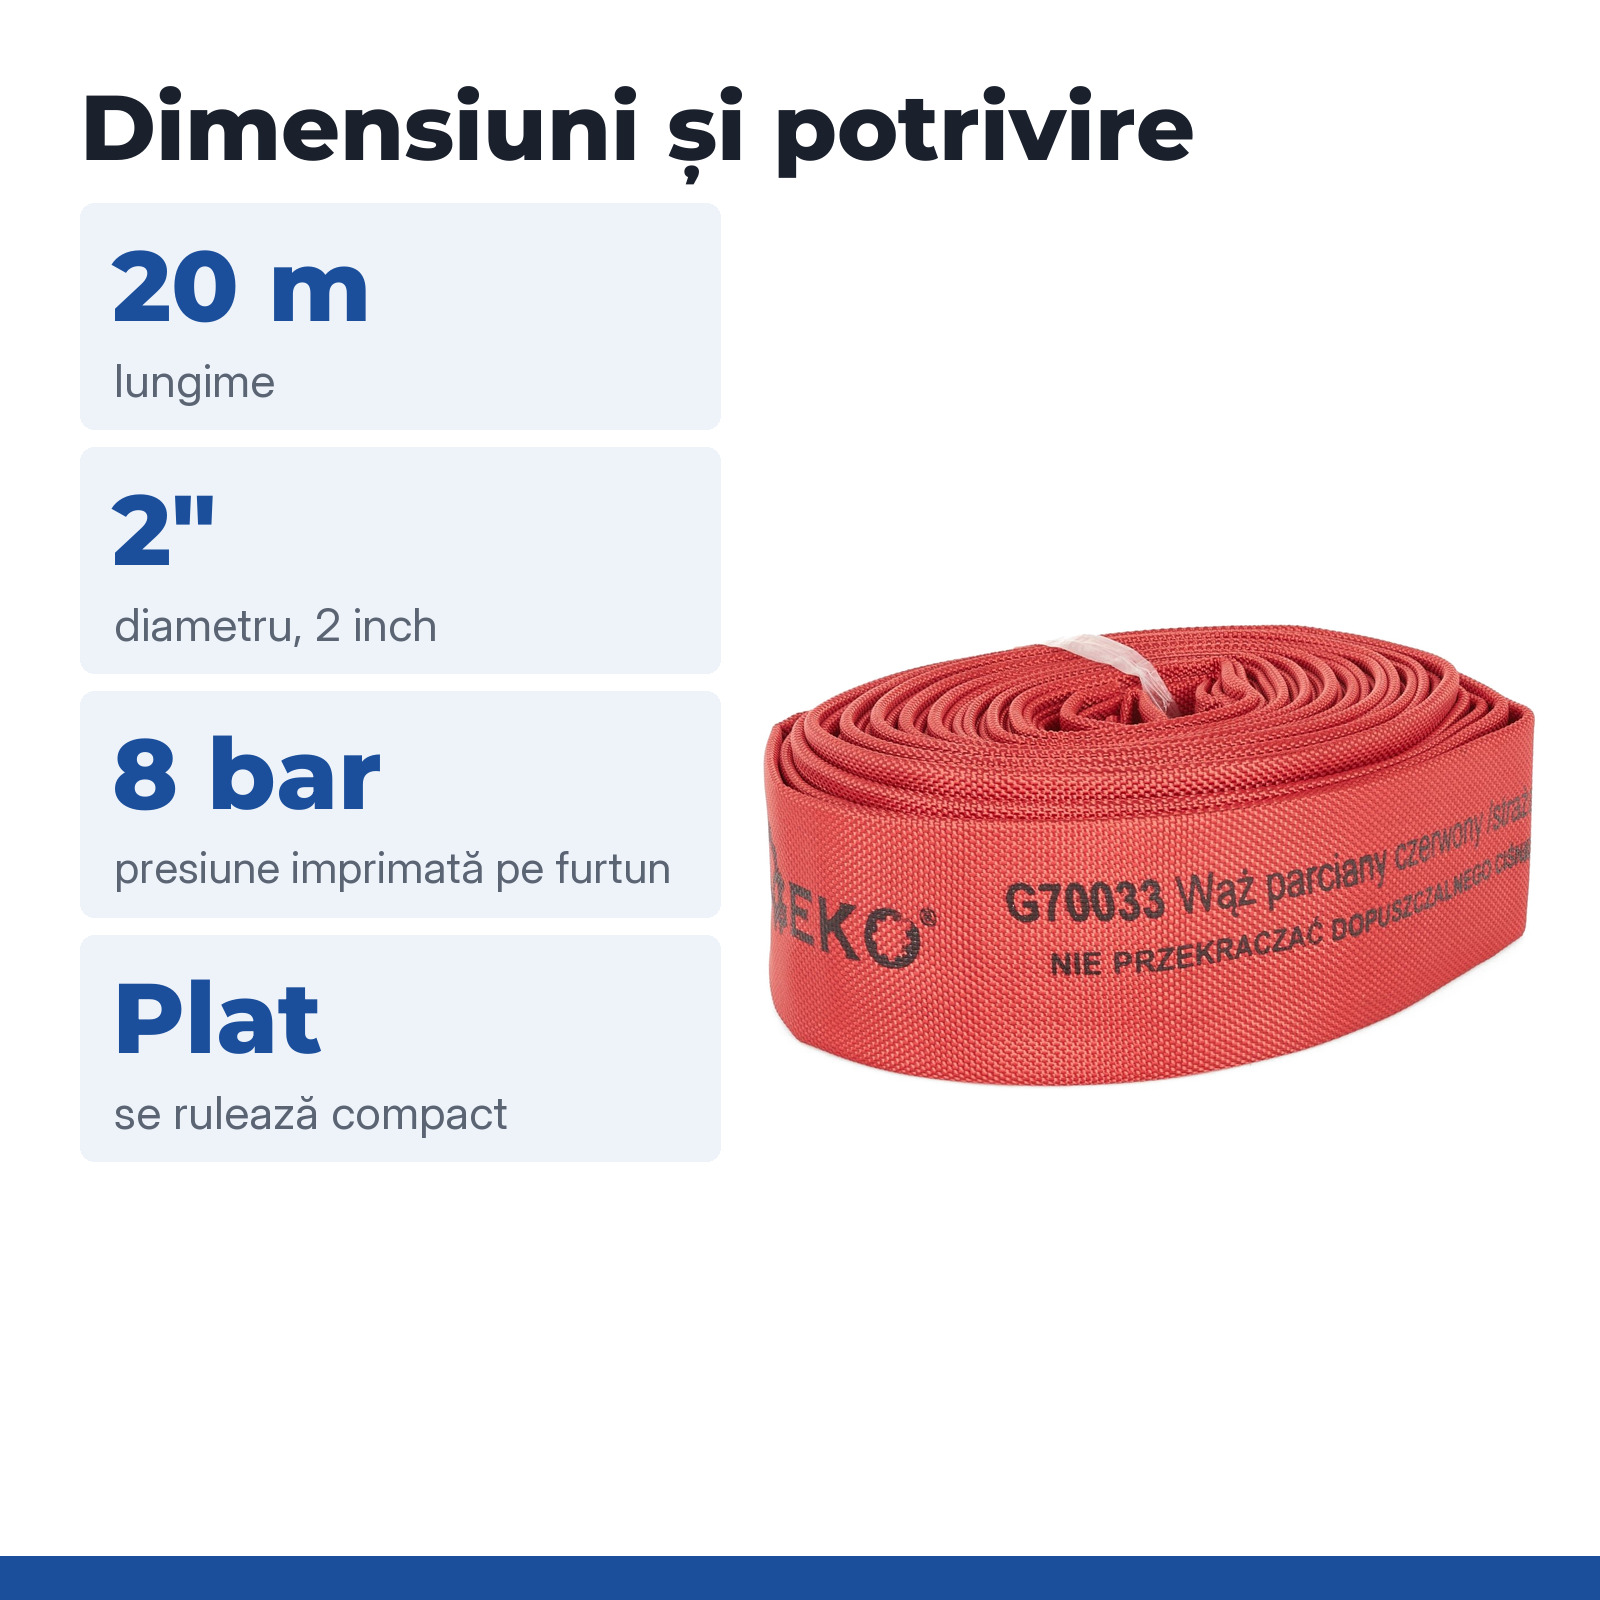 Dimensiuni și potrivire
20 m
lungime
2"
diametru, 2 inch
8 bar
presiune imprimată pe furtun
Plat
se rulează compact
GEKO®
G70033 Wąż parciany czerwony
NIE PRZEKRACZAĆ DOPUSZCZALNEGO